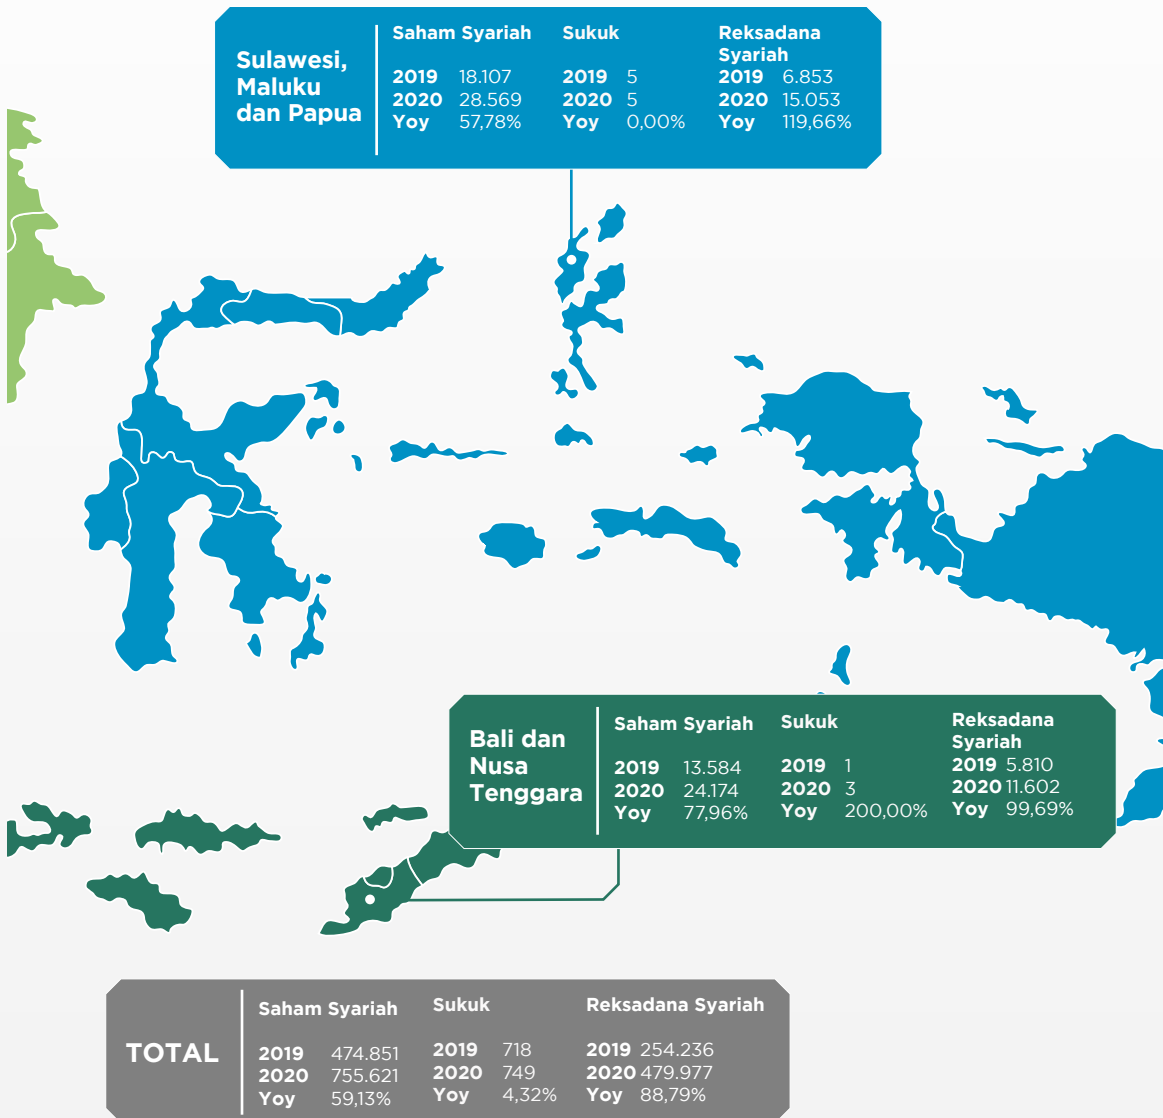 Sulawesi,
Maluku
dan Papua
Saham Syariah
2019 18.107
2020 28.569
Yoy 57,78%
Sukuk
2019 5
2020 5
Yoy 0,00%
Reksadana
Syariah
2019 6.853
2020 15.053
Yoy 119,66%
Bali dan
Nusa
Tenggara
Saham Syariah
2019 13.584
2020 24.174
Yoy 77,96%
Sukuk
2019 1
2020 3
Yoy 200,00%
Reksadana
Syariah
2019 5.810
2020 11.602
Yoy 99,69%
TOTAL
Saham Syariah
2019 474.851
2020 755.621
Yoy 59,13%
Sukuk
2019 718
2020 749
Yoy 4,32%
Reksadana Syariah
2019 254.236
2020 479.977
Yoy 88,79%